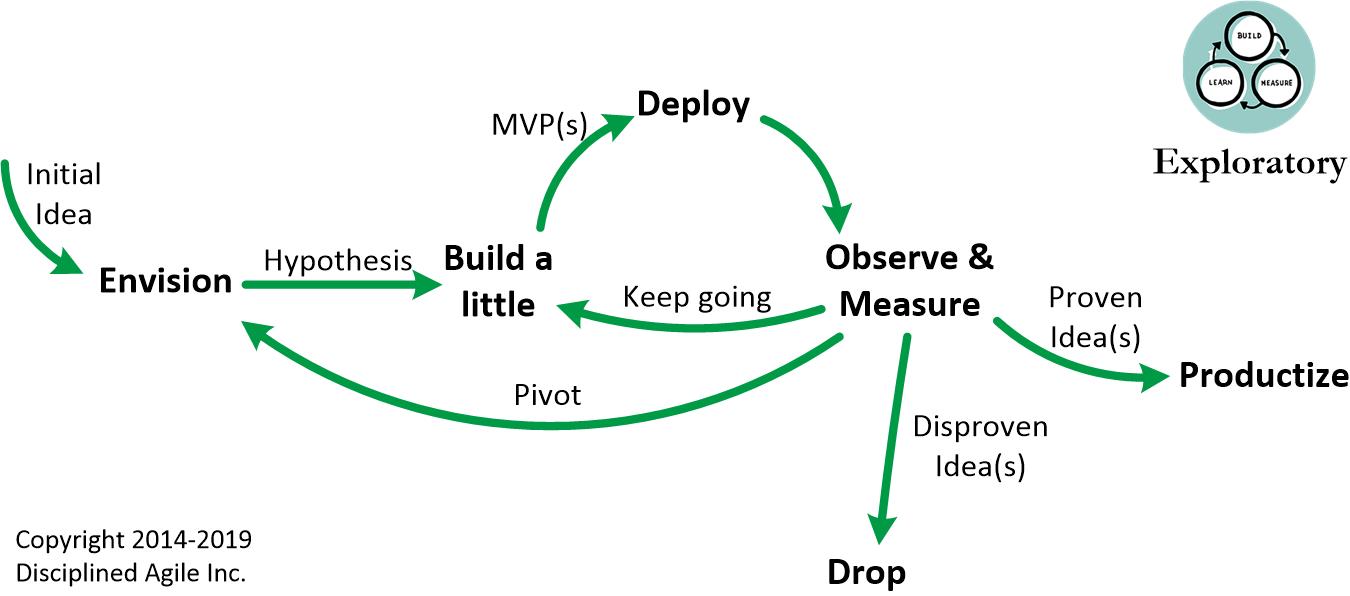 BUILD
LEARN
MEASURE
Exploratory
Deploy
MVP(s)
Initial
Idea
Envision
Hypothesis
Build a
little
Observe &
Measure
Keep going
Proven
Idea(s)
Productize
Pivot
Disproven
Idea(s)
Drop
Copyright 2014-2019
Disciplined Agile Inc.